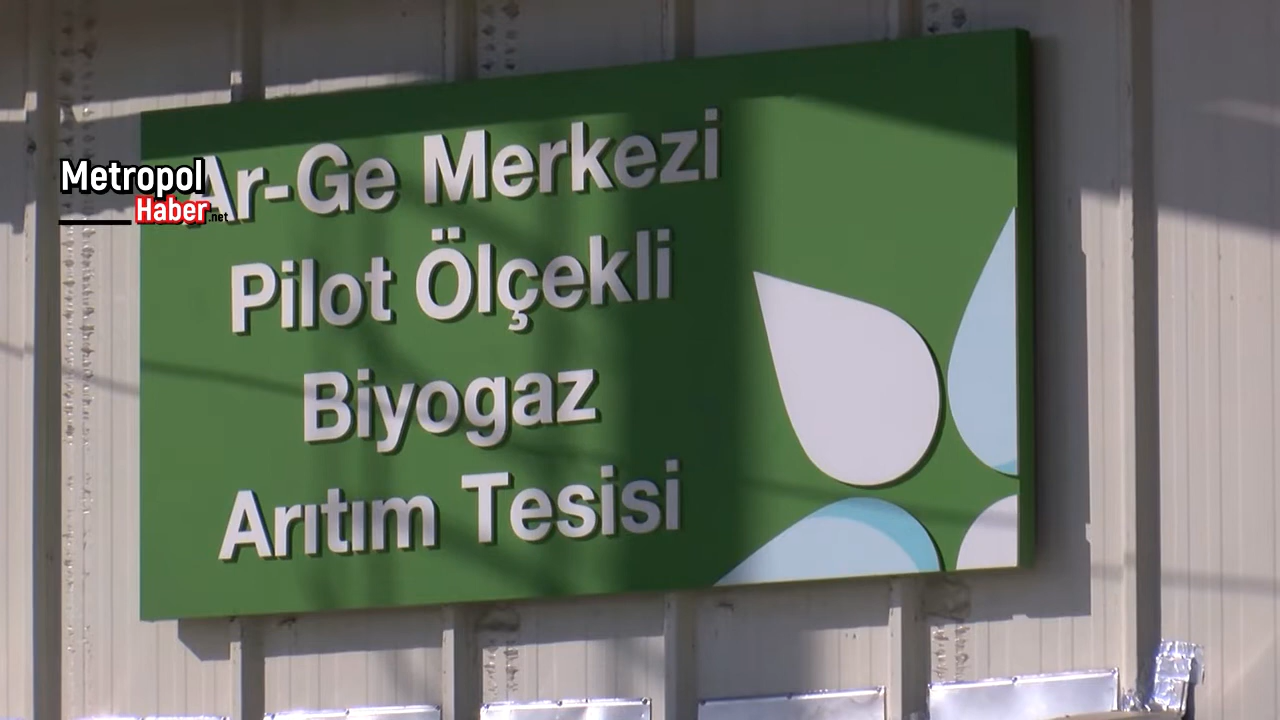 Metropol
Haber.net
Ar-Ge Merkezi
Pilot Ölçekli
Biyogaz
Arıtım Tesisi